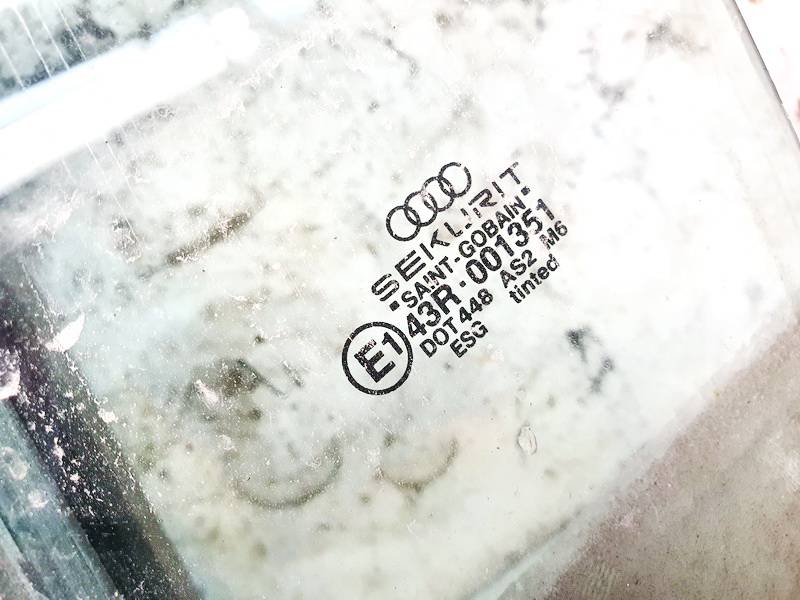 SEKURIT
·SAINT-GOBAIN·
E1 43R-001351
DOT 448 AS2 M6
ESG tinted